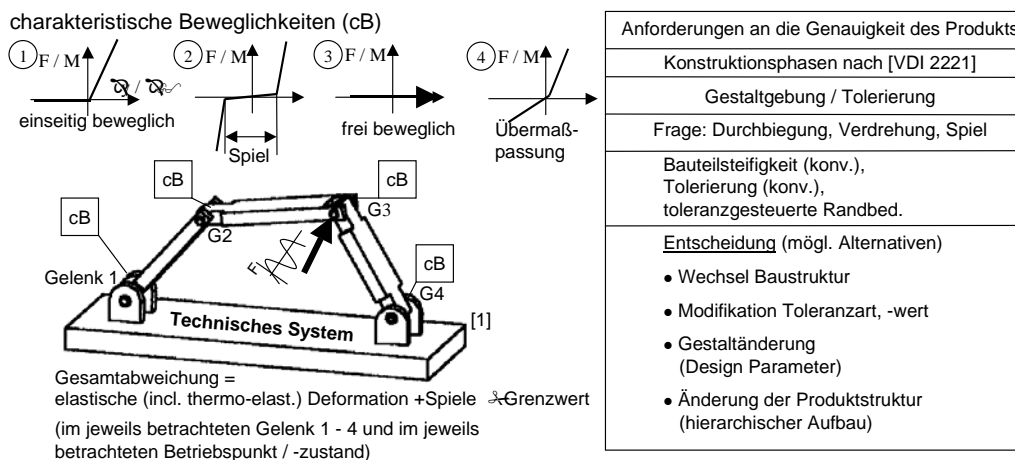 charakteristische Beweglichkeiten (cB)
1 F / M
2 F / M
3 F / M
4 F / M
einseitig beweglich
Spiel
frei beweglich
Übermaß-
passung
cB
cB
cB
cB
Gelenk 1
G2
G3
G4
F
Technisches System
[1]
Gesamtabweichung =
elastische (incl. thermo-elast.) Deformation +Spiele Grenzwert
(im jeweils betrachteten Gelenk 1 - 4 und im jeweils
betrachteten Betriebspunkt / -zustand)
Anforderungen an die Genauigkeit des Produkts
Konstruktionsphasen nach [VDI 2221]
Gestaltgebung / Tolerierung
Frage: Durchbiegung, Verdrehung, Spiel
Bauteilsteifigkeit (konv.),
Tolerierung (konv.),
toleranzgesteuerte Randbed.
Entscheidung (mögl. Alternativen)
• Wechsel Baustruktur
• Modifikation Toleranzart, -wert
• Gestaltänderung
(Design Parameter)
• Änderung der Produktstruktur
(hierarchischer Aufbau)